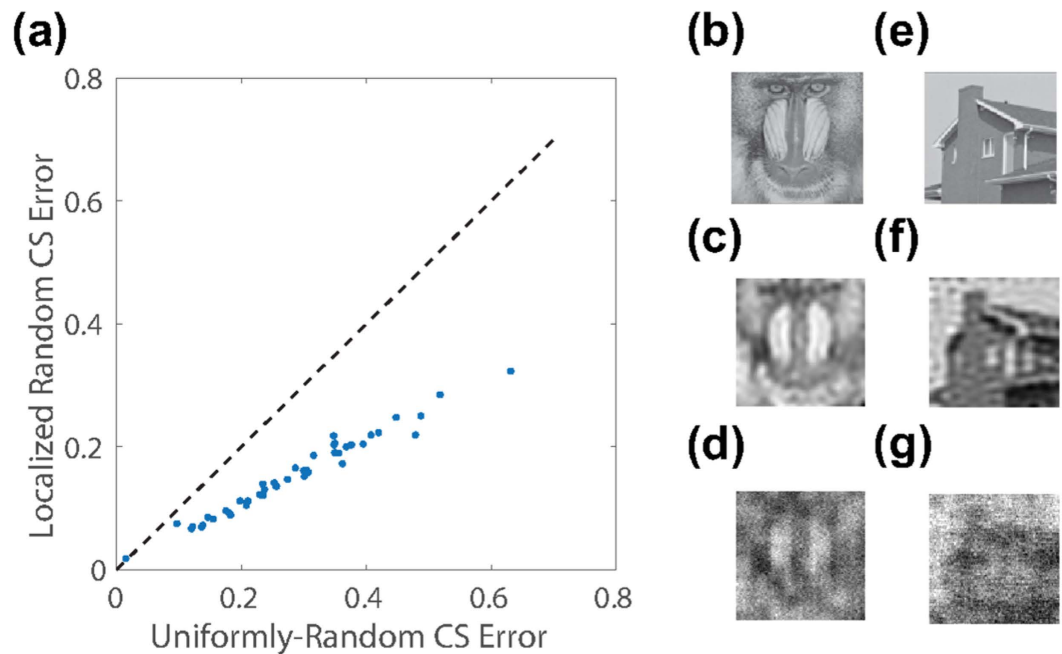 (a)
(b)
(e)
0.8
0.6
0.4
0.2
0
Localized Random CS Error
0 0.2 0.4 0.6 0.8
Uniformly-Random CS Error
(c)
(f)
(d)
(g)